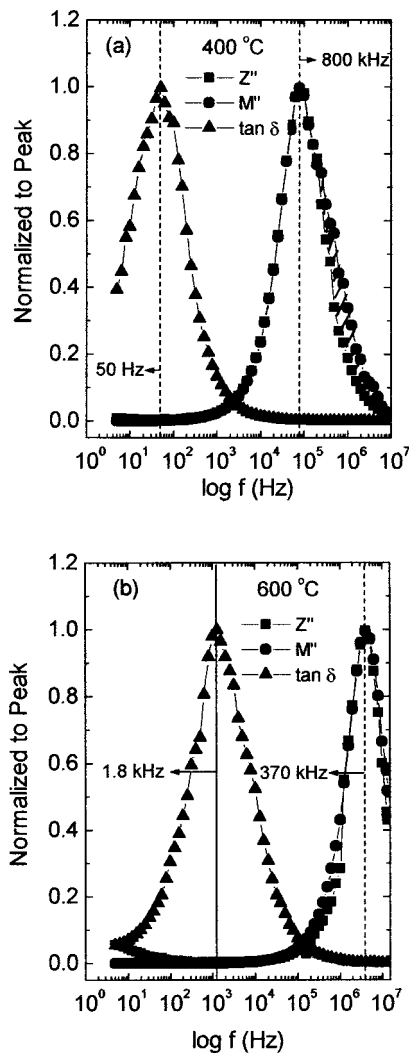 (a) 400 °C
800 kHz
Z"
M"
tan δ
50 Hz
Normalized to Peak
1.2
1.0
0.8
0.6
0.4
0.2
0.0
10⁰ 10¹ 10² 10³ 10⁴ 10⁵ 10⁶ 10⁷
log f (Hz)
(b) 600 °C
Z"
M"
tan δ
1.8 kHz
370 kHz
Normalized to Peak
1.2
1.0
0.8
0.6
0.4
0.2
0.0
10⁰ 10¹ 10² 10³ 10⁴ 10⁵ 10⁶ 10⁷
log f (Hz)